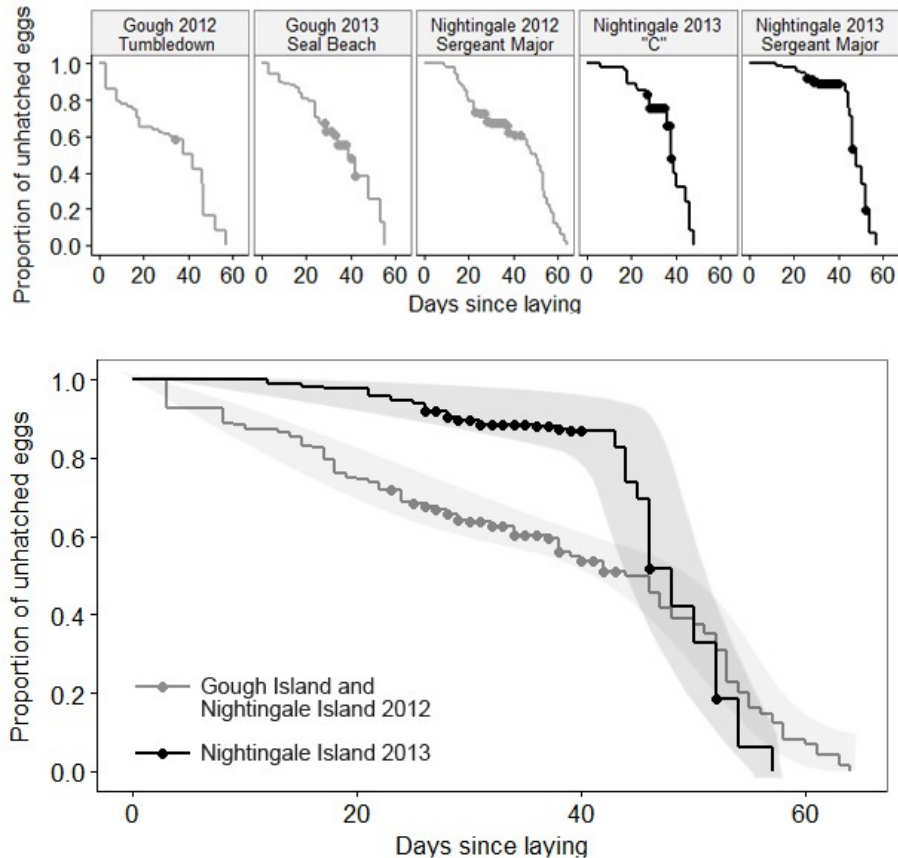 Gough 2012
Tumbledown
Gough 2013
Seal Beach
Nightingale 2012
Sergeant Major
Nightingale 2013
"C"
Nightingale 2013
Sergeant Major
Proportion of unhatched eggs
1.0
0.8
0.6
0.4
0.2
0.0
0 20 40 60
0 20 40 60
0 20 40 60
0 20 40 60
0 20 40 60
Days since laying
Proportion of unhatched eggs
1.0
0.8
0.6
0.4
0.2
0.0
Gough Island and
Nightingale Island 2012
Nightingale Island 2013
0 20 40 60
Days since laying